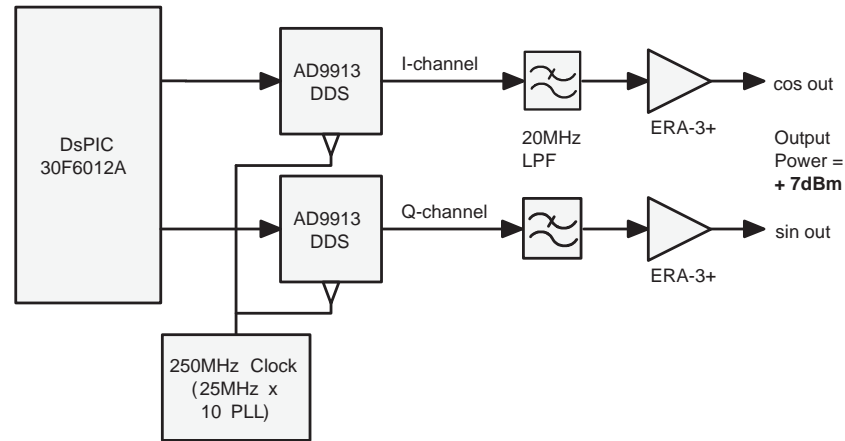 DsPIC
30F6012A
AD9913
DDS
I-channel
20MHz
LPF
ERA-3+
cos out
Output
Power =
+ 7dBm
AD9913
DDS
Q-channel
ERA-3+
sin out
250MHz Clock
(25MHz x
10 PLL)